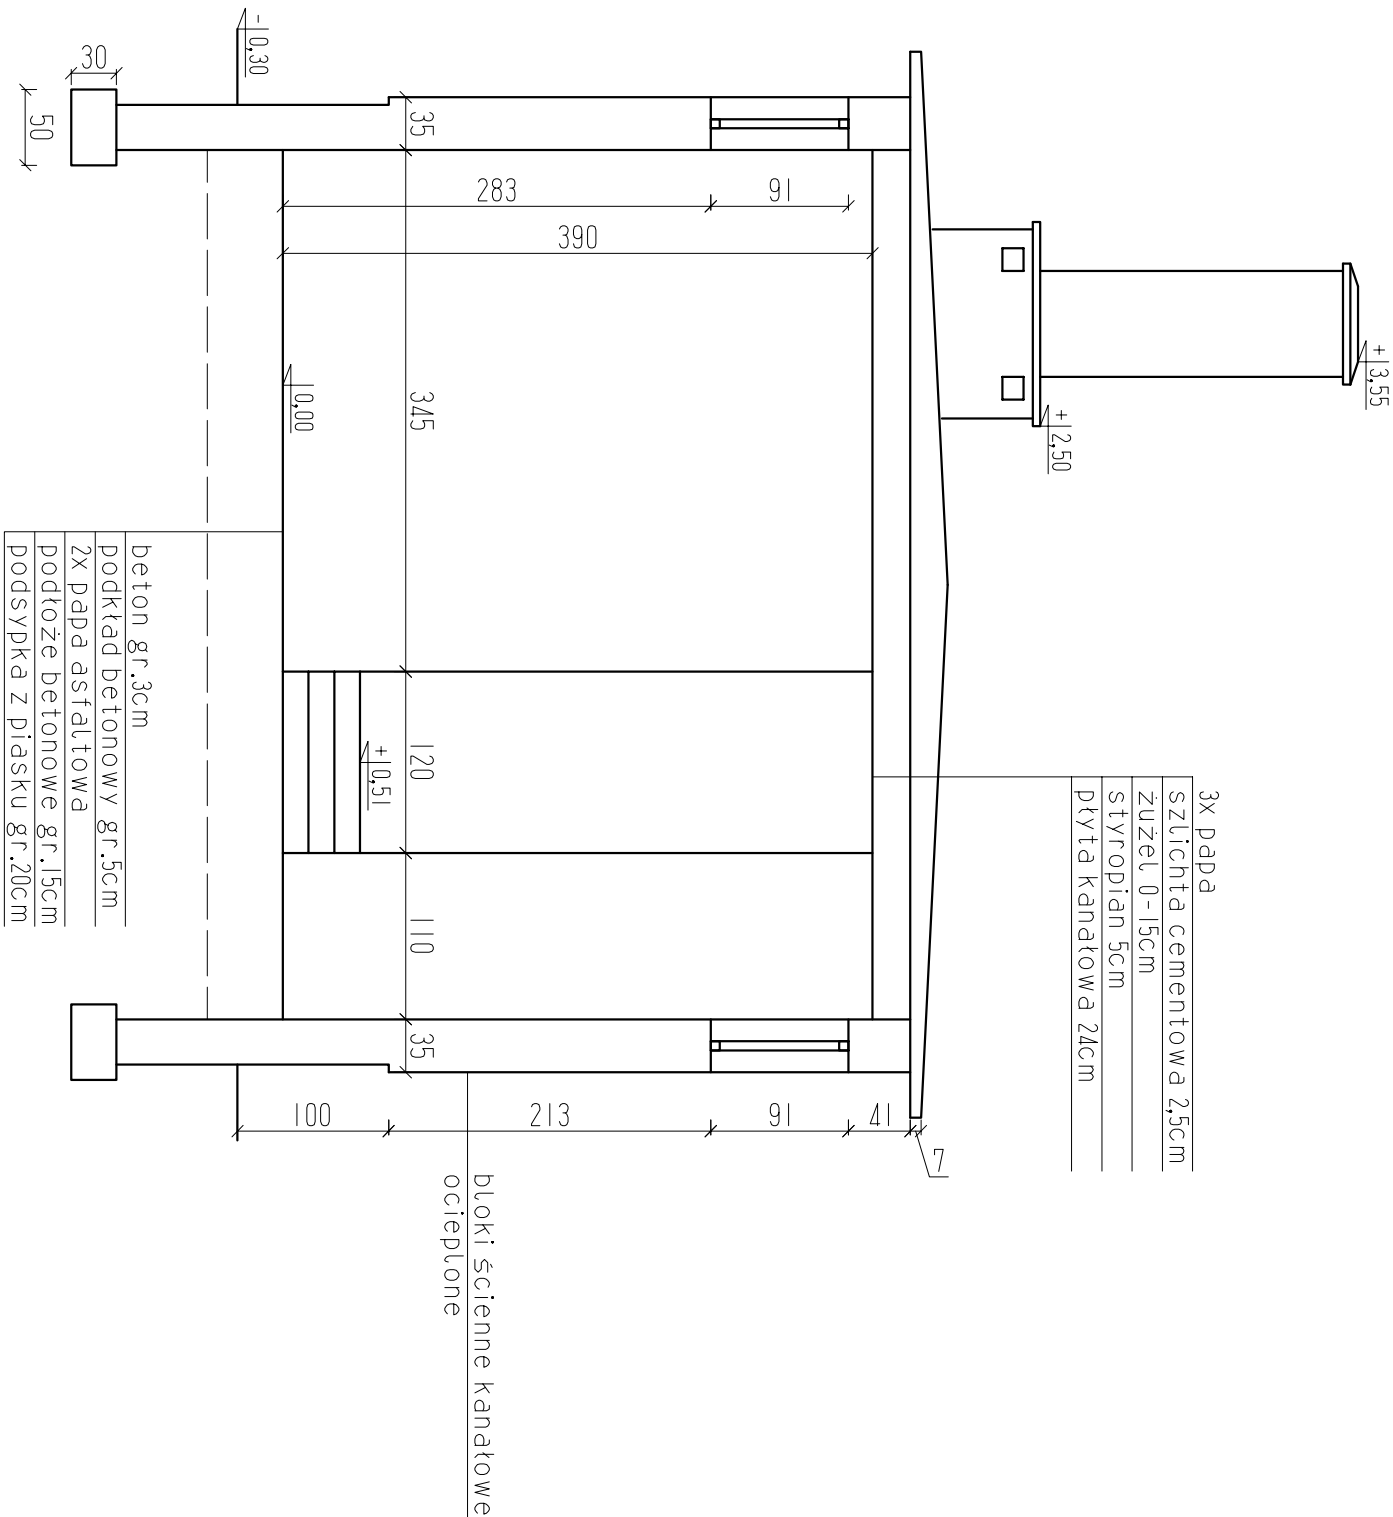 +3,55
+2,50
3x papa
szlichta cementowa 2,5cm
żużel 0-15cm
styropian 5cm
płyta kanałowa 24cm
7
41
91
213
100
91
283
390
bloki ścienne kanałowe
ocieplone
35
345
120
110
35
+0,51
0,00
-0,30
30
50
beton gr.3cm
podkład betonowy gr.5cm
2x papa asfaltowa
podłoże betonowe gr.15cm
podsypka z piasku gr.20cm